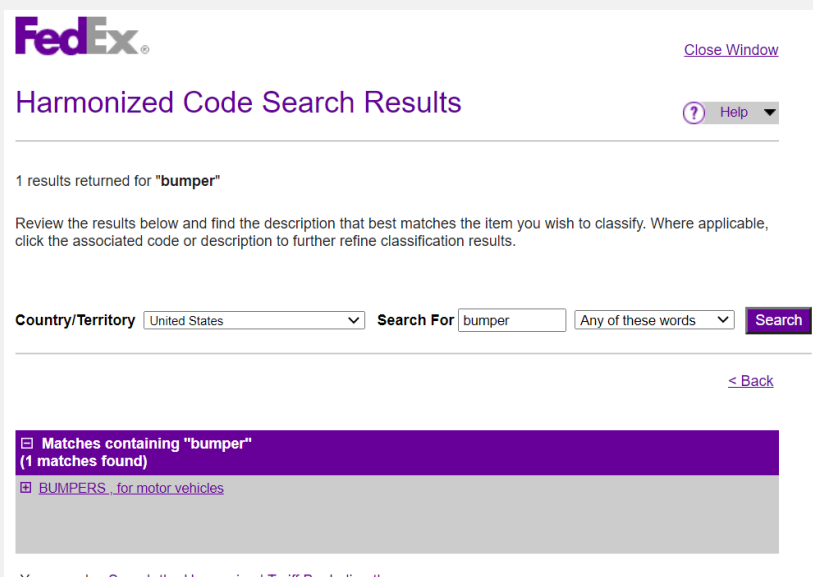 FedEx®
Close Window
Harmonized Code Search Results
? Help
1 results returned for "bumper"
Review the results below and find the description that best matches the item you wish to classify. Where applicable,
click the associated code or description to further refine classification results.
Country/Territory United States Search For bumper Any of these words Search
< Back
Matches containing "bumper"
(1 matches found)
BUMPERS , for motor vehicles